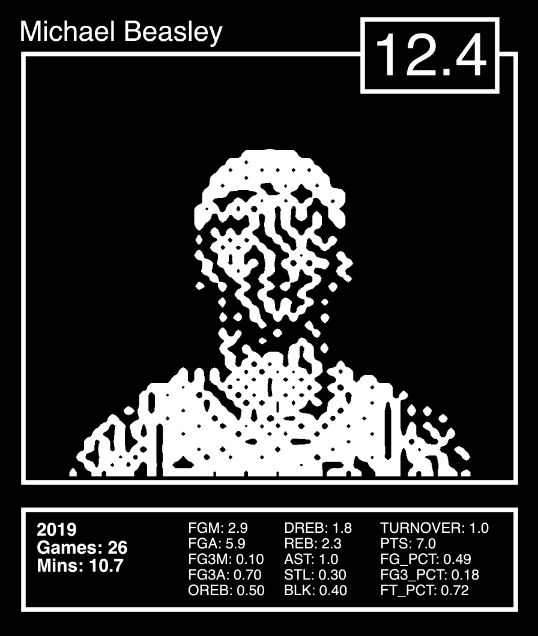 Michael Beasley
12.4
2019
Games: 26
Mins: 10.7
FGM: 2.9
FGA: 5.9
FG3M: 0.10
FG3A: 0.70
OREB: 0.50
DREB: 1.8
REB: 2.3
AST: 1.0
STL: 0.30
BLK: 0.40
TURNOVER: 1.0
PTS: 7.0
FG_PCT: 0.49
FG3_PCT: 0.18
FT_PCT: 0.72